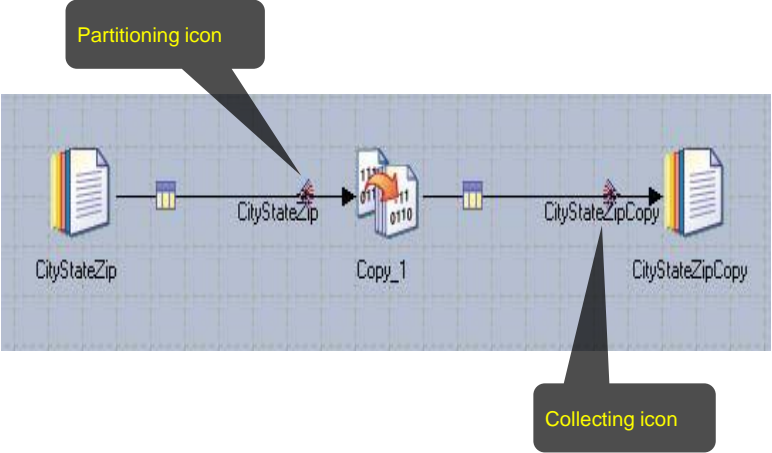 Partitioning icon
CityStateZip
CityStateZipCopy
CityStateZip
Copy_1
CityStateZipCopy
Collecting icon